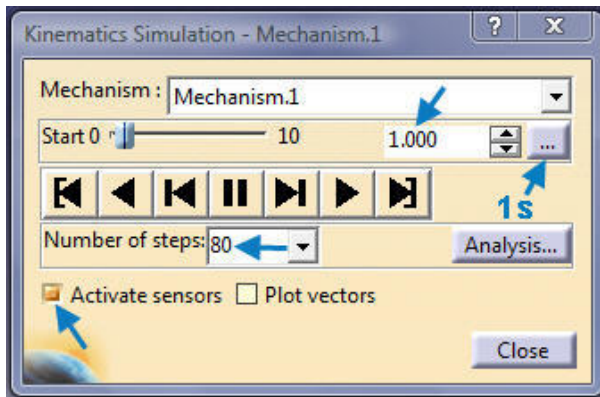 Kinematics Simulation - Mechanism.1
? X
Mechanism : Mechanism.1
Start 0 10 1.000 ...
1s
Number of steps: 80 Analysis...
Activate sensors Plot vectors
Close